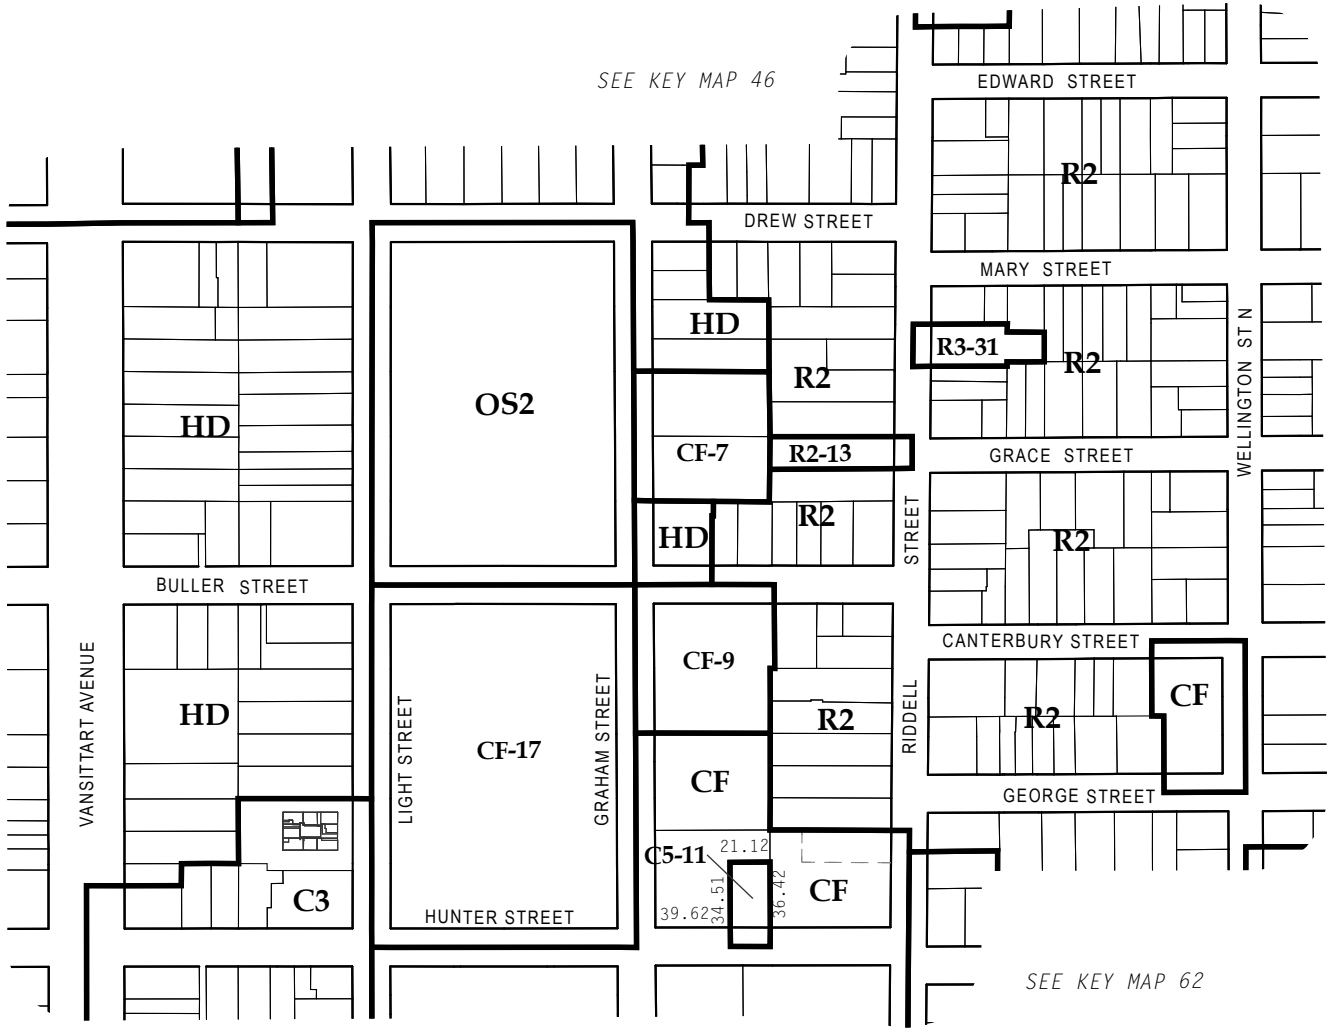 SEE KEY MAP 46
EDWARD STREET
R2
DREW STREET
MARY STREET
HD
R3-31
R2
WELLINGTON ST N
R2
OS2
HD
CF-7
R2-13
GRACE STREET
R2
HD
STREET
R2
BULLER STREET
CANTERBURY STREET
VANSITTART AVENUE
CF-9
HD
LIGHT STREET
GRAHAM STREET
R2
RIDDELL
R2
CF
CF-17
CF
GEORGE STREET
C5-11
21.12
34.51
36.42
CF
C3
39.62
HUNTER STREET
SEE KEY MAP 62